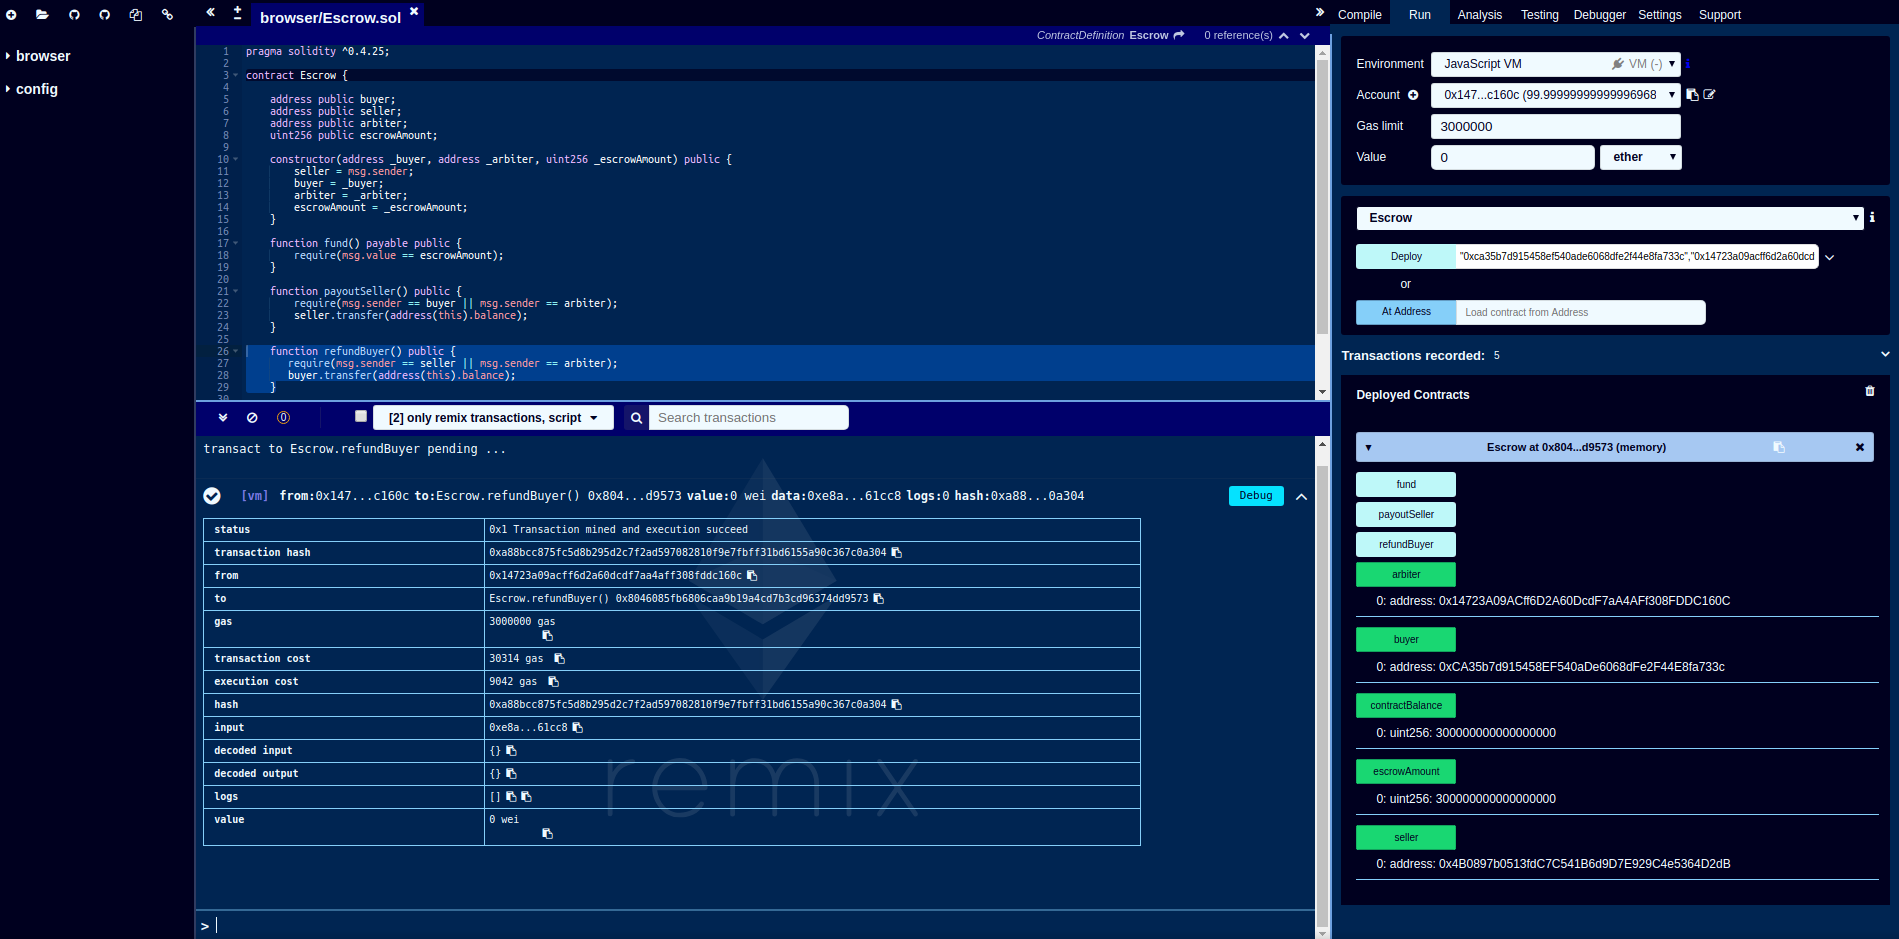 browser
config
browser/Escrow.sol
ContractDefinition Escrow 0 reference(s)
1 pragma solidity ^0.4.25;
2
3 contract Escrow {
4
5 address public buyer;
6 address public seller;
7 address public arbiter;
8 uint256 public escrowAmount;
9
10 constructor(address _buyer, address _arbiter, uint256 _escrowAmount) public {
11 seller = msg.sender;
12 buyer = _buyer;
13 arbiter = _arbiter;
14 escrowAmount = _escrowAmount;
15 }
16
17 function fund() payable public {
18 require(msg.value == escrowAmount);
19 }
20
21 function payoutSeller() public {
22 require(msg.sender == buyer || msg.sender == arbiter);
23 seller.transfer(address(this).balance);
24 }
25
26 function refundBuyer() public {
27 require(msg.sender == seller || msg.sender == arbiter);
28 buyer.transfer(address(this).balance);
29 }
30
0 [2] only remix transactions, script Search transactions
transact to Escrow.refundBuyer pending ...
[vm] from:0x147...c160c to:Escrow.refundBuyer() 0x804...d9573 value:0 wei data:0xe8a...61cc8 logs:0 hash:0xa88...0a304 Debug
status 0x1 Transaction mined and execution succeed
transaction hash 0xa88bcc875fc5d8b295d2c7f2ad597082810f9e7fbff31bd6155a90c367c0a304
from 0x14723a09acff6d2a60dcdf7aa4aff308fddc160c
to Escrow.refundBuyer() 0x8046085fb6806caa9b19a4cd7b3cd96374dd9573
gas 3000000 gas
transaction cost 30314 gas
execution cost 9042 gas
hash 0xa88bcc875fc5d8b295d2c7f2ad597082810f9e7fbff31bd6155a90c367c0a304
input 0xe8a...61cc8
decoded input {}
decoded output {}
logs []
value 0 wei
remix
>
Compile Run Analysis Testing Debugger Settings Support
Environment JavaScript VM VM (-)
Account 0x147...c160c (99.99999999999996968
Gas limit 3000000
Value 0 ether
Escrow
Deploy "0xca35b7d915458ef540ade6068dfe2f44e8fa733c","0x14723a09acff6d2a60dcd
or
At Address Load contract from Address
Transactions recorded: 5
Deployed Contracts
Escrow at 0x804...d9573 (memory)
fund
payoutSeller
refundBuyer
arbiter
0: address: 0x14723A09ACff6D2A60DcdF7aA4AFf308FDDC160C
buyer
0: address: 0xCA35b7d915458EF540aDe6068dFe2F44E8fa733c
contractBalance
0: uint256: 300000000000000000
escrowAmount
0: uint256: 300000000000000000
seller
0: address: 0x4B0897b0513fdC7C541B6d9D7E929C4e5364D2dB